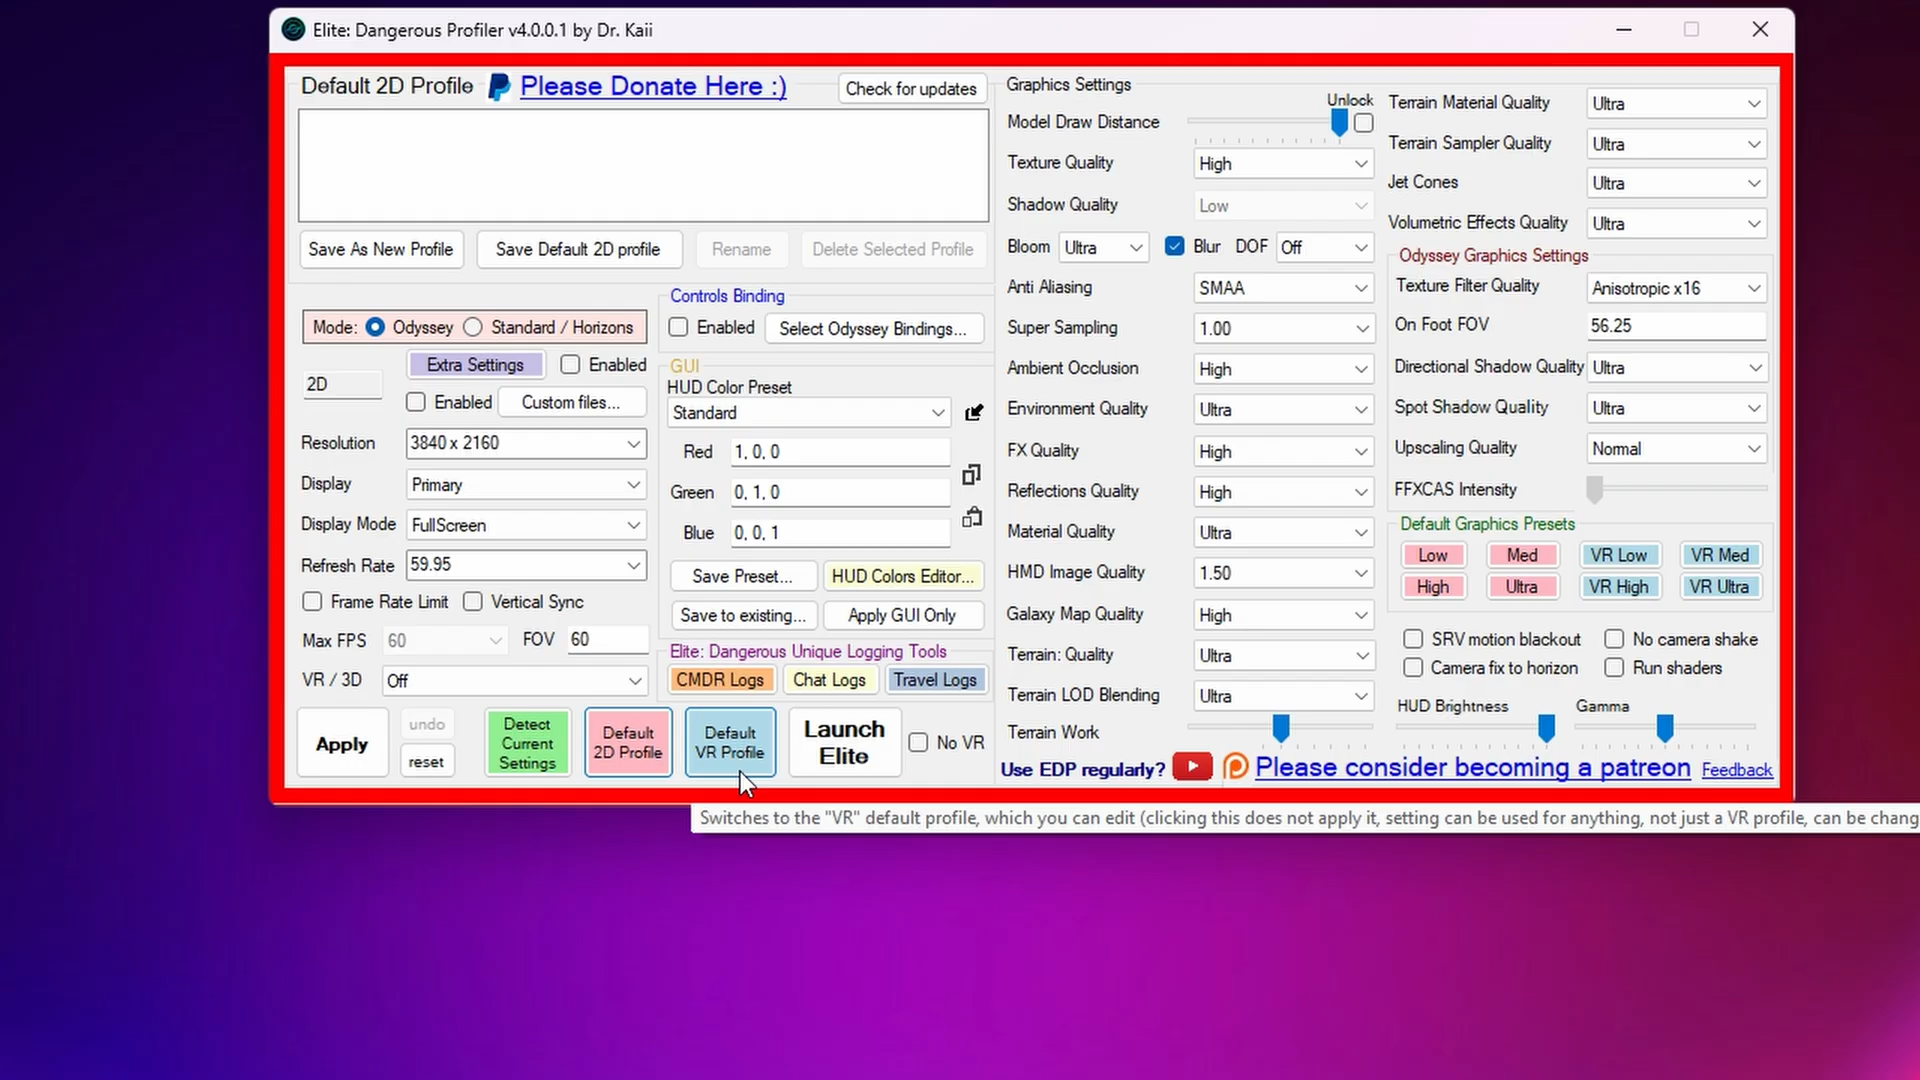 Elite: Dangerous Profiler v4.0.0.1 by Dr. Kaii
Default 2D Profile
Please Donate Here :)
Check for updates
Save As New Profile
Save Default 2D profile
Rename
Delete Selected Profile
Mode:
Odyssey
Standard / Horizons
2D
Extra Settings
Enabled
Enabled
Custom files...
Resolution
3840 x 2160
Display
Primary
Display Mode
FullScreen
Refresh Rate
59.95
Frame Rate Limit
Vertical Sync
Max FPS
60
FOV
60
VR / 3D
Off
Controls Binding
Enabled
Select Odyssey Bindings...
GUI
HUD Color Preset
Standard
Red
1, 0, 0
Green
0, 1, 0
Blue
0, 0, 1
Save Preset...
HUD Colors Editor...
Save to existing...
Apply GUI Only
Elite: Dangerous Unique Logging Tools
CMDR Logs
Chat Logs
Travel Logs
Apply
undo
reset
Detect
Current
Settings
Default
2D Profile
Default
VR Profile
Launch
Elite
No VR
Graphics Settings
Unlock
Model Draw Distance
Texture Quality
High
Shadow Quality
Low
Bloom
Ultra
Blur
DOF
Off
Anti Aliasing
SMAA
Super Sampling
1.00
Ambient Occlusion
High
Environment Quality
Ultra
FX Quality
High
Reflections Quality
High
Material Quality
Ultra
HMD Image Quality
1.50
Galaxy Map Quality
High
Terrain: Quality
Ultra
Terrain LOD Blending
Ultra
Terrain Work
Terrain Material Quality
Ultra
Terrain Sampler Quality
Ultra
Jet Cones
Ultra
Volumetric Effects Quality
Ultra
Odyssey Graphics Settings
Texture Filter Quality
Anisotropic x16
On Foot FOV
56.25
Directional Shadow Quality
Ultra
Spot Shadow Quality
Ultra
Upscaling Quality
Normal
FFXCAS Intensity
Default Graphics Presets
Low
Med
VR Low
VR Med
High
Ultra
VR High
VR Ultra
SRV motion blackout
No camera shake
Camera fix to horizon
Run shaders
HUD Brightness
Gamma
Use EDP regularly?
Please consider becoming a patreon
Feedback
Switches to the "VR" default profile, which you can edit (clicking this does not apply it, setting can be used for anything, not just a VR profile, can be chang